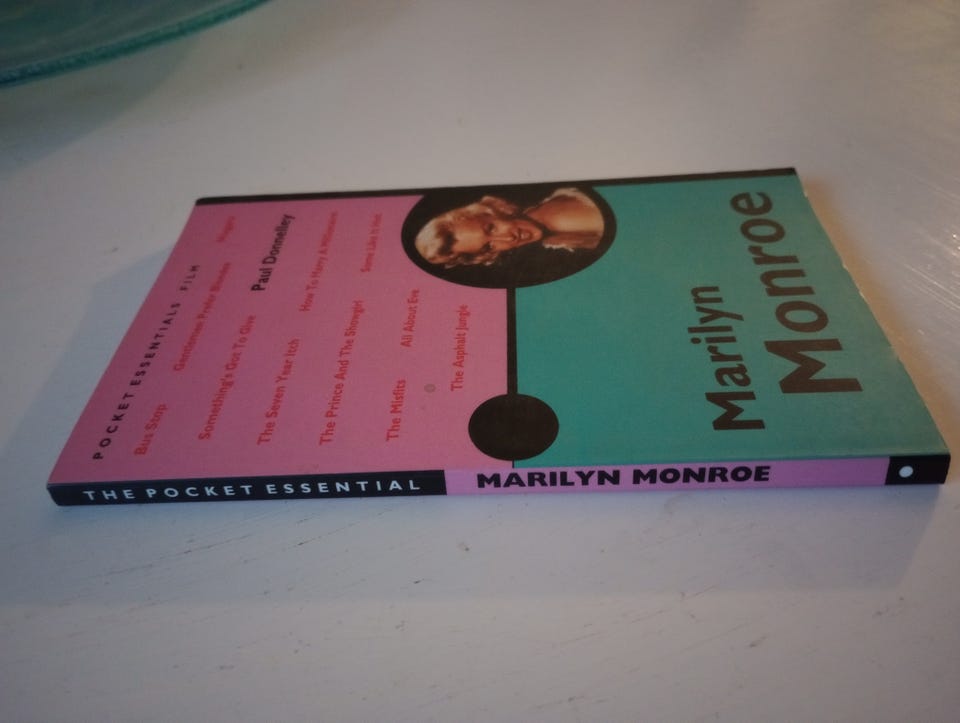 POCKET ESSENTIALS FILM
Bus Stop
Gentlemen Prefer Blondes
Niagara
Something's Got To Give
Paul Donnelley
The Seven Year Itch
How To Marry A Millionaire
The Prince And The Showgirl
Some Like It Hot
The Misfits
All About Eve
The Asphalt Jungle
Marilyn
Monroe
THE POCKET ESSENTIAL
MARILYN MONROE